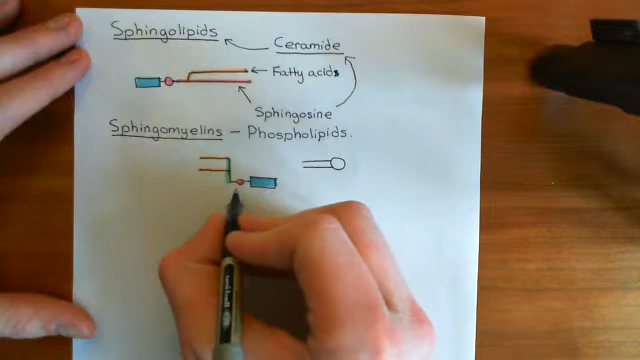 Sphingolipids
Ceramide
Fatty acids
Sphingosine
Sphingomyelins - Phospholipids.